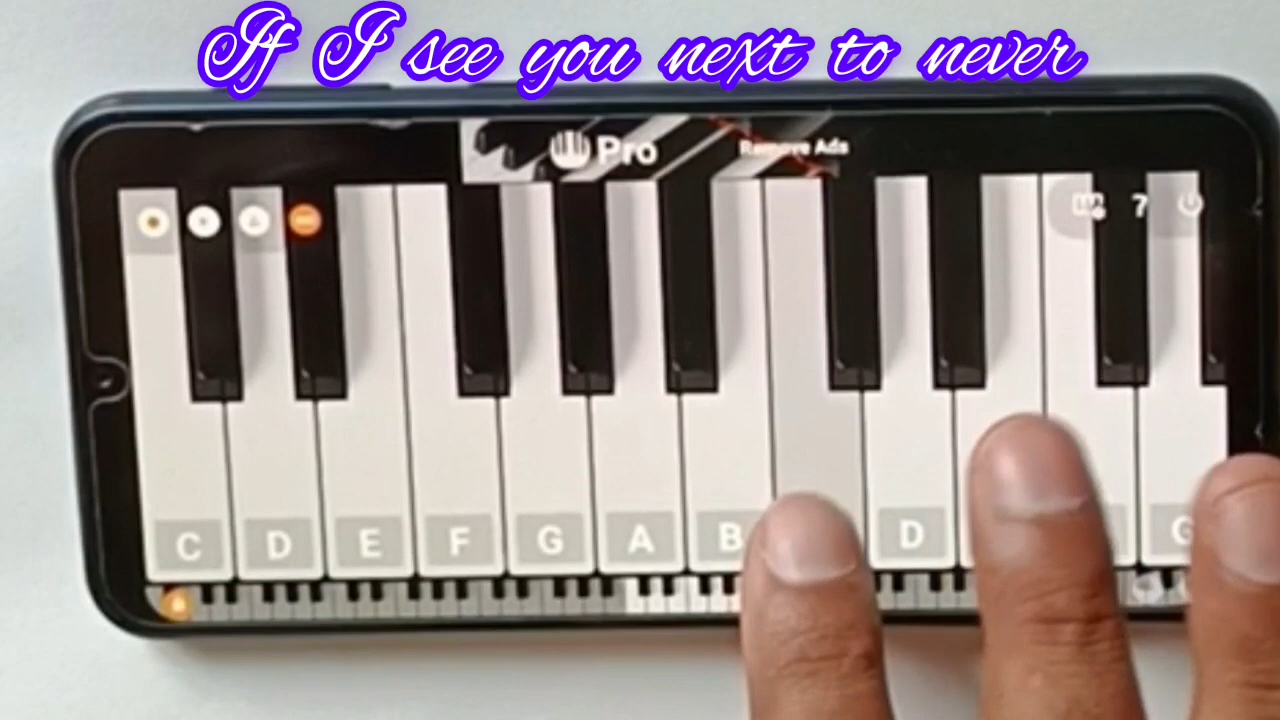 If I see you next to never
Pro
Remove Ads
?
C D E F G A B D G